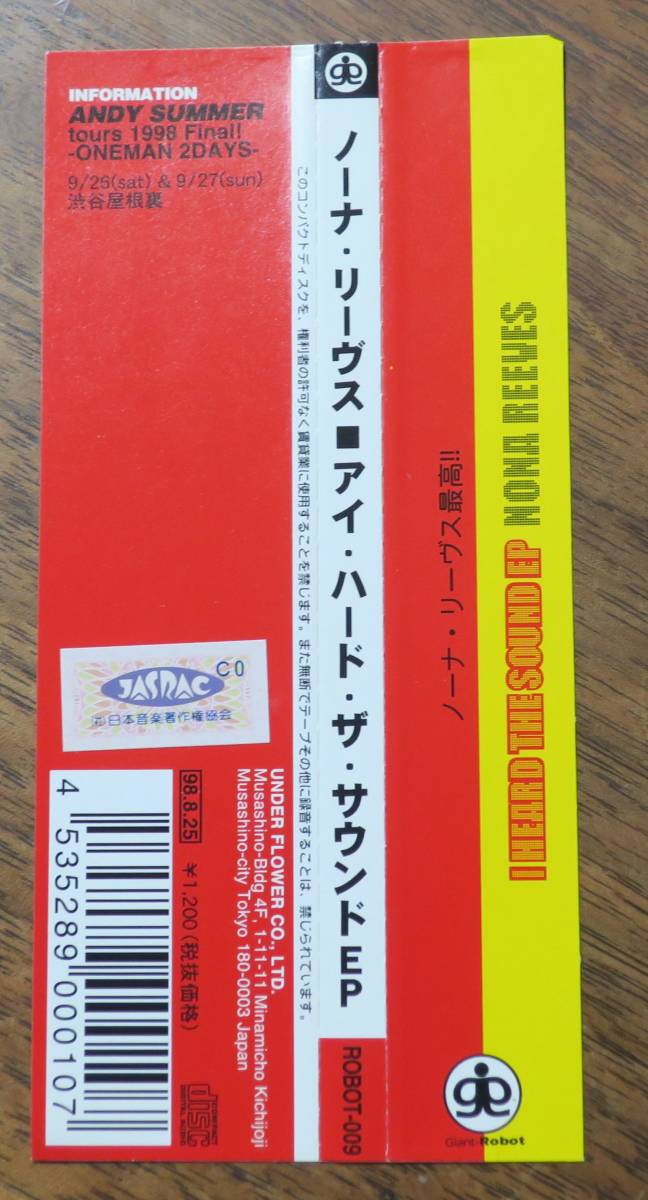 INFORMATION
ANDY SUMMER
tours 1998 Final!
-ONEMAN 2DAYS-
9/26(sat) & 9/27(sun)
渋谷屋根裏
C0
JASRAC
㈳日本音楽著作権協会
98.8.25
￥1,200(税抜価格)
4 535289 000107
UNDER FLOWER CO., LTD.
Musashino-Bldg 4F, 1-11-11 Minamicho Kichijoji
Musashino-city Tokyo 180-0003 Japan
COMPACT
disc
DIGITAL AUDIO
このコンパクトディスクを、権利者の許可なく賃貸業に使用することを禁じます。また無断でテープその他に録音することは、禁じられています。
ノーナ・リーヴス■アイ・ハード・ザ・サウンドEP
ROBOT-009
ノーナ・リーヴス最高!!
I HEARD THE SOUND EP NONA REEVES
Giant-Robot